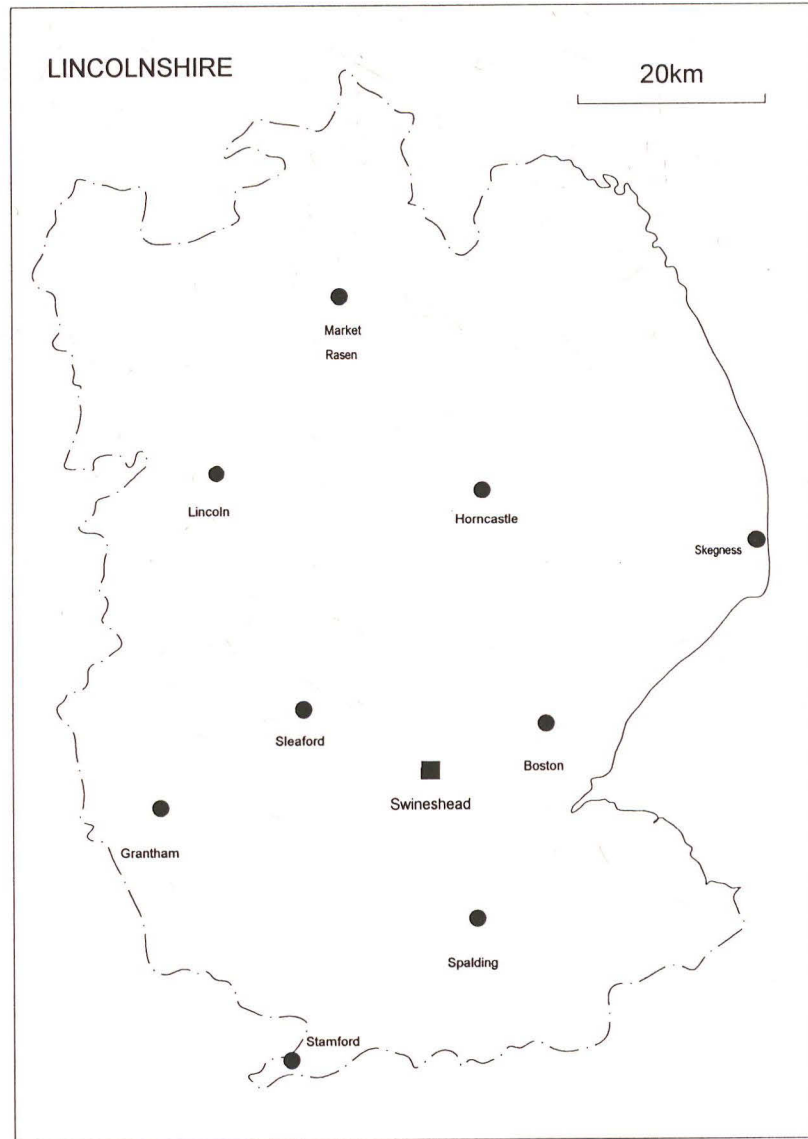 LINCOLNSHIRE
20km
Market
Rasen
Lincoln
Horncastle
Skegness
Sleaford
Boston
Swineshead
Grantham
Spalding
Stamford